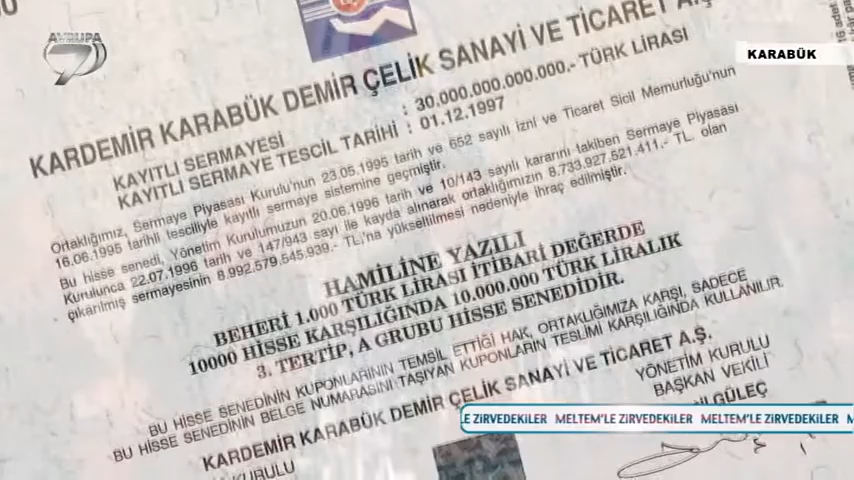 AVRUPA
7
KARABÜK
KARDEMİR KARABÜK DEMİR ÇELİK SANAYİ VE TİCARET A.Ş.
KAYITLI SERMAYESİ : 30.000.000.000.000.- TÜRK LİRASI
KAYITLI SERMAYE TESCİL TARİHİ : 01.12.1997
Ortaklığımız, Sermaye Piyasası Kurulu'nun 23.05.1995 tarih ve 652 sayılı İzni ve Ticaret Sicil Memurluğu'nun
16.06.1995 tarihli tesciliyle kayıtlı sermaye sistemine geçmiştir.
Bu hisse senedi, Yönetim Kurulumuzun 20.06.1996 tarih ve 10/143 sayılı kararını takiben Sermaye Piyasası
Kurulunca 22.07.1996 tarih ve 147/943 sayı ile kayda alınarak ortaklığımızın 8.733.927.521.411.- TL. olan
çıkarılmış sermayesinin 8.992.579.545.939.- TL'na yükseltilmesi nedeniyle ihraç edilmiştir.
HAMİLİNE YAZILI
BEHERİ 1.000 TÜRK LİRASI İTİBARİ DEĞERDE
10000 HİSSE KARŞILIĞINDA 10.000.000 TÜRK LİRALIK
3. TERTİP, A GRUBU HİSSE SENEDİDİR.
BU HİSSE SENEDİNİN KUPONLARININ TEMSİL ETTİĞİ HAK, ORTAKLIĞIMIZA KARŞI, SADECE
BU HİSSE SENEDİNİN BELGE NUMARASINI TAŞIYAN KUPONLARIN TESLİMİ KARŞILIĞINDA KULLANILIR.
KARDEMİR KARABÜK DEMİR ÇELİK SANAYİ VE TİCARET A.Ş.
YÖNETİM KURULU
BAŞKAN VEKİLİ
GÜLEÇ
KURULU
MELTEM'LE ZİRVEDEKİLER MELTEM'LE ZİRVEDEKİLER